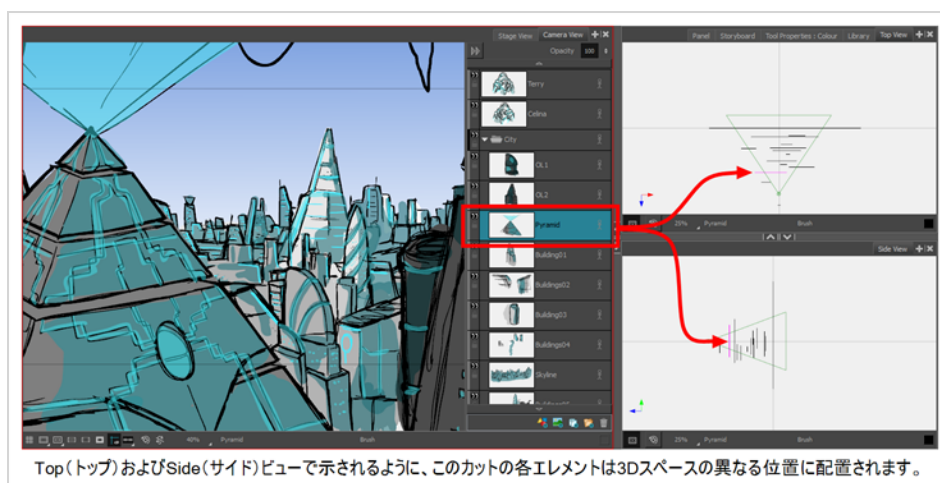 Stage View Camera View
Opacity 100
Terry
Celina
City
OL1
OL2
Pyramid
Building01
Buildings02
Building03
Buildings04
Skyline
40% Pyramid Brush
Panel Storyboard Tool Properties : Colour Library Top View
25% Pyramid Brush
Side View
25% Pyramid Brush
Top(トップ)およびSide(サイド)ビューで示されるように、このカットの各エレメントは3Dスペースの異なる位置に配置されます。